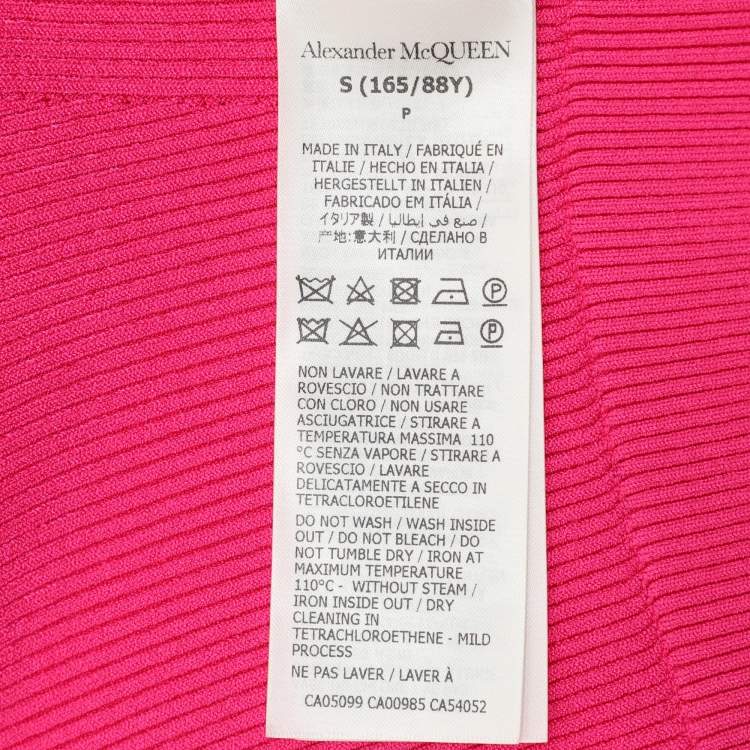 Alexander McQUEEN
S (165/88Y)
P
MADE IN ITALY / FABRIQUÉ EN
ITALIE / HECHO EN ITALIA /
HERGESTELLT IN ITALIEN /
FABRICADO EM ITÁLIA /
イタリア製 / صنع في إيطاليا /
产地:意大利 / СДЕЛАНО В
ИТАЛИИ
P
P
NON LAVARE / LAVARE A
ROVESCIO / NON TRATTARE
CON CLORO / NON USARE
ASCIUGATRICE / STIRARE A
TEMPERATURA MASSIMA 110
°C SENZA VAPORE / STIRARE A
ROVESCIO / LAVARE
DELICATAMENTE A SECCO IN
TETRACLOROETILENE
DO NOT WASH / WASH INSIDE
OUT / DO NOT BLEACH / DO
NOT TUMBLE DRY / IRON AT
MAXIMUM TEMPERATURE
110°C - WITHOUT STEAM /
IRON INSIDE OUT / DRY
CLEANING IN
TETRACHLOROETHENE - MILD
PROCESS
NE PAS LAVER / LAVER À
CA05099 CA00985 CA54052